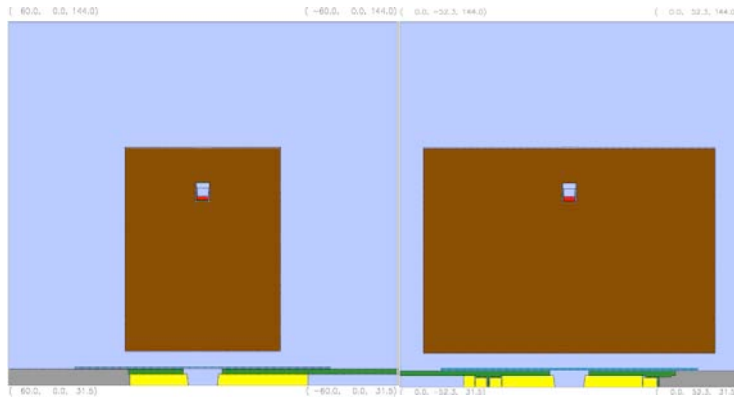 ( 60.0, 0.0, 144.0)
( -60.0, 0.0, 144.0)
( 0.0, -52.3, 144.0)
( 0.0, 52.3, 144.0)
( 60.0, 0.0, 31.5)
( -60.0, 0.0, 31.5)
( 0.0, -52.3, 31.5)
( 0.0, 52.3, 31.5)